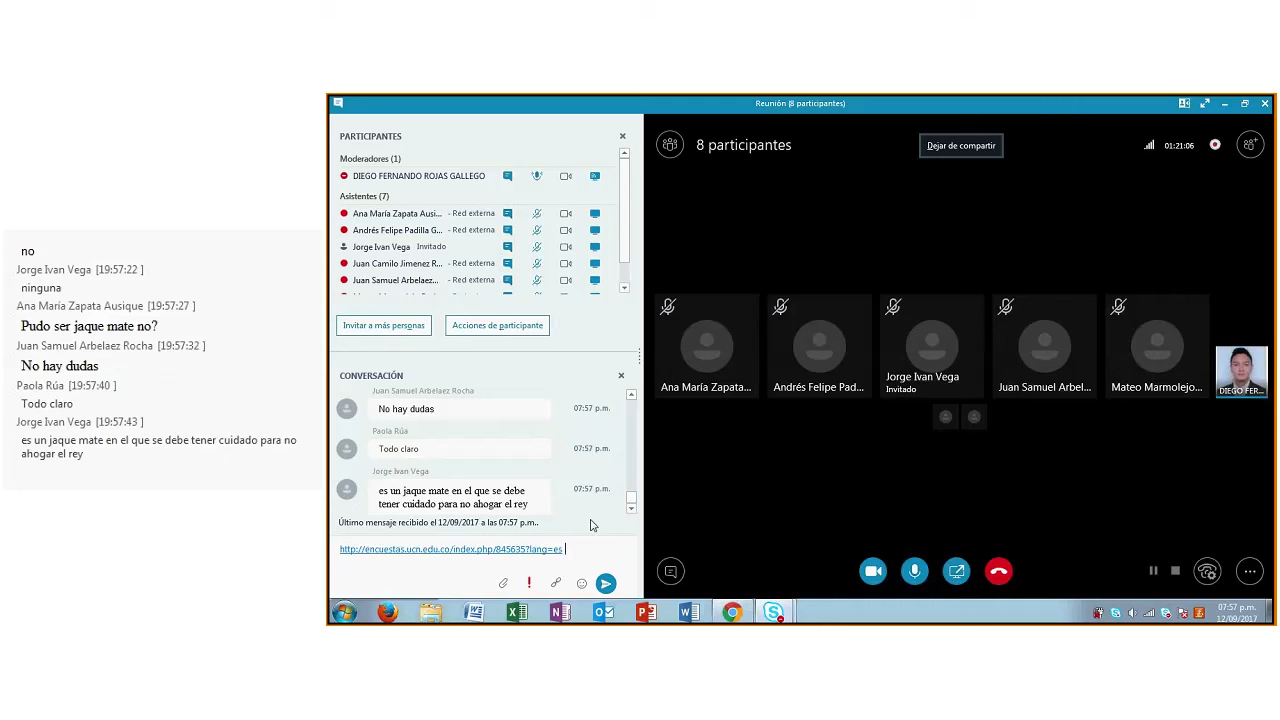 no
Jorge Ivan Vega [19:57:22 ]
ninguna
Ana María Zapata Ausique [19:57:27 ]
Pudo ser jaque mate no?
Juan Samuel Arbelaez Rocha [19:57:32 ]
No hay dudas
Paola Rúa [19:57:40 ]
Todo claro
Jorge Ivan Vega [19:57:43 ]
es un jaque mate en el que se debe tener cuidado para no
ahogar el rey
Reunión (8 participantes)
PARTICIPANTES
Moderadores (1)
DIEGO FERNANDO ROJAS GALLEGO
Asistentes (7)
Ana María Zapata Ausi... - Red externa
Andrés Felipe Padilla G... - Red externa
Jorge Ivan Vega Invitado
Juan Camilo Jimenez R... - Red externa
Juan Samuel Arbelaez... - Red externa
Invitar a más personas
Acciones de participante
CONVERSACIÓN
Juan Samuel Arbelaez Rocha
No hay dudas 07:57 p.m.
Paola Rúa
Todo claro 07:57 p.m.
Jorge Ivan Vega
es un jaque mate en el que se debe 07:57 p.m.
tener cuidado para no ahogar el rey
Último mensaje recibido el 12/09/2017 a las 07:57 p.m..
http://encuestas.ucn.edu.co/index.php/845635?lang=es
8 participantes
Dejar de compartir
01:21:06
Ana María Zapata...
Andrés Felipe Pad...
Jorge Ivan Vega
Invitado
Juan Samuel Arbel...
Mateo Marmolejo...
DIEGO FER...
07:57 p.m.
12/09/2017